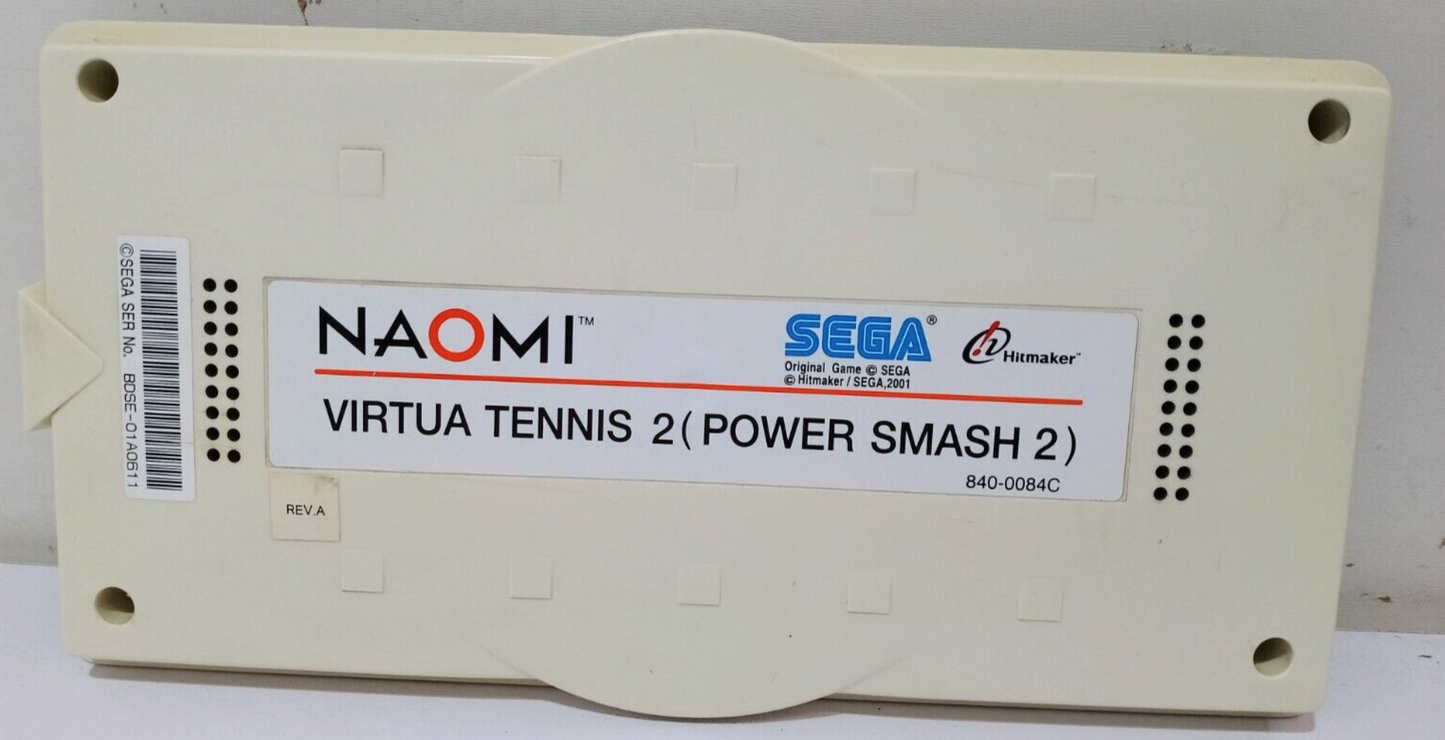 ©SEGA SER No. BDSE-01A0611
NAOMI™
SEGA®
Original Game © SEGA
© Hitmaker / SEGA,2001
Hitmaker™
VIRTUA TENNIS 2 (POWER SMASH 2)
840-0084C
REV.A